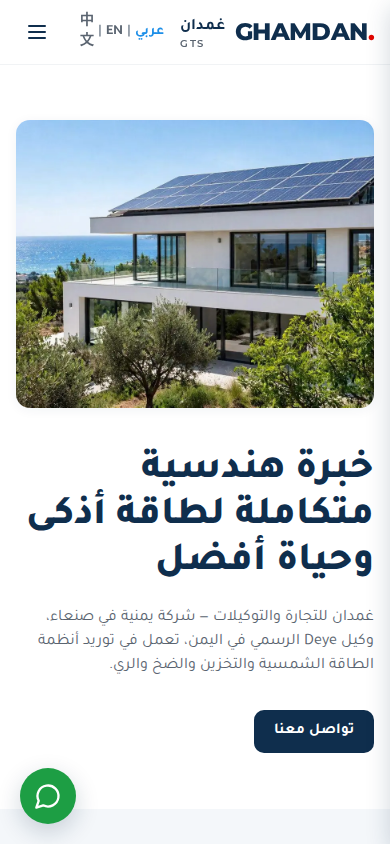 GHAMDAN.
غمدان
GTS
عربي | EN | 中文
خبرة هندسية
متكاملة لطاقة أذكى
وحياة أفضل
غمدان للتجارة والتوكيلات – شركة يمنية في صنعاء،
وكيل Deye الرسمي في اليمن، تعمل في توريد أنظمة
الطاقة الشمسية والتخزين والضخ والري.
تواصل معنا